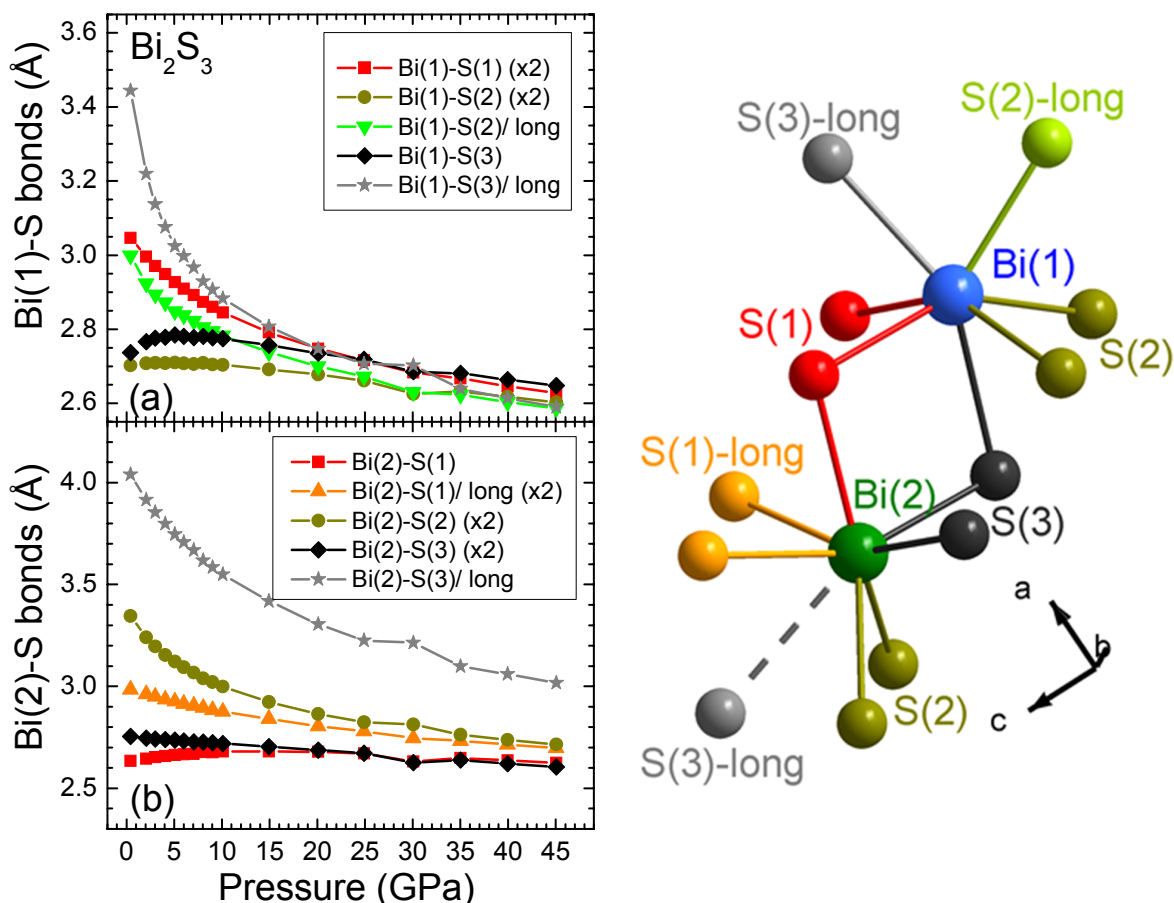 Bi(1)-S bonds (Å)
3.6
3.4
3.2
3.0
2.8
2.6
Bi₂S₃
Bi(1)-S(1) (x2)
Bi(1)-S(2) (x2)
Bi(1)-S(2)/ long
Bi(1)-S(3)
Bi(1)-S(3)/ long
(a)
Bi(2)-S bonds (Å)
4.0
3.5
3.0
2.5
Bi(2)-S(1)
Bi(2)-S(1)/ long (x2)
Bi(2)-S(2) (x2)
Bi(2)-S(3) (x2)
Bi(2)-S(3)/ long
(b)
0 5 10 15 20 25 30 35 40 45
Pressure (GPa)
S(2)-long
S(3)-long
Bi(1)
S(1)
S(2)
S(1)-long
Bi(2)
S(3)
a
b
c
S(2)
S(3)-long